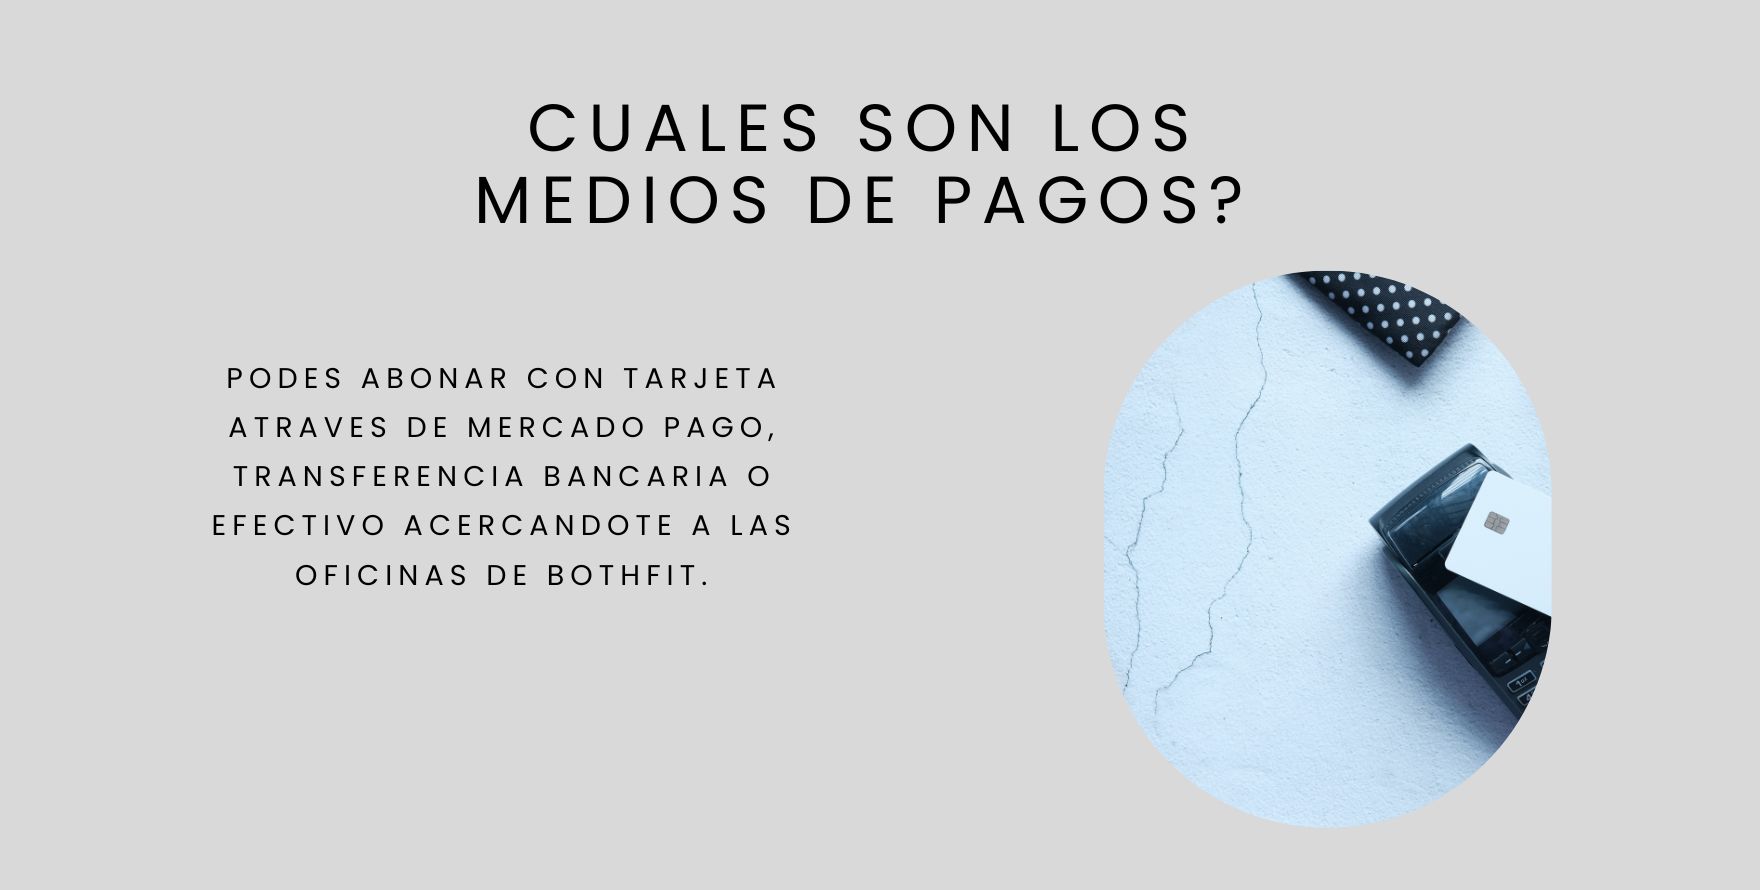 CUALES SON LOS
MEDIOS DE PAGOS?
PODES ABONAR CON TARJETA
ATRAVES DE MERCADO PAGO,
TRANSFERENCIA BANCARIA O
EFECTIVO ACERCANDOTE A LAS
OFICINAS DE BOTHFIT.